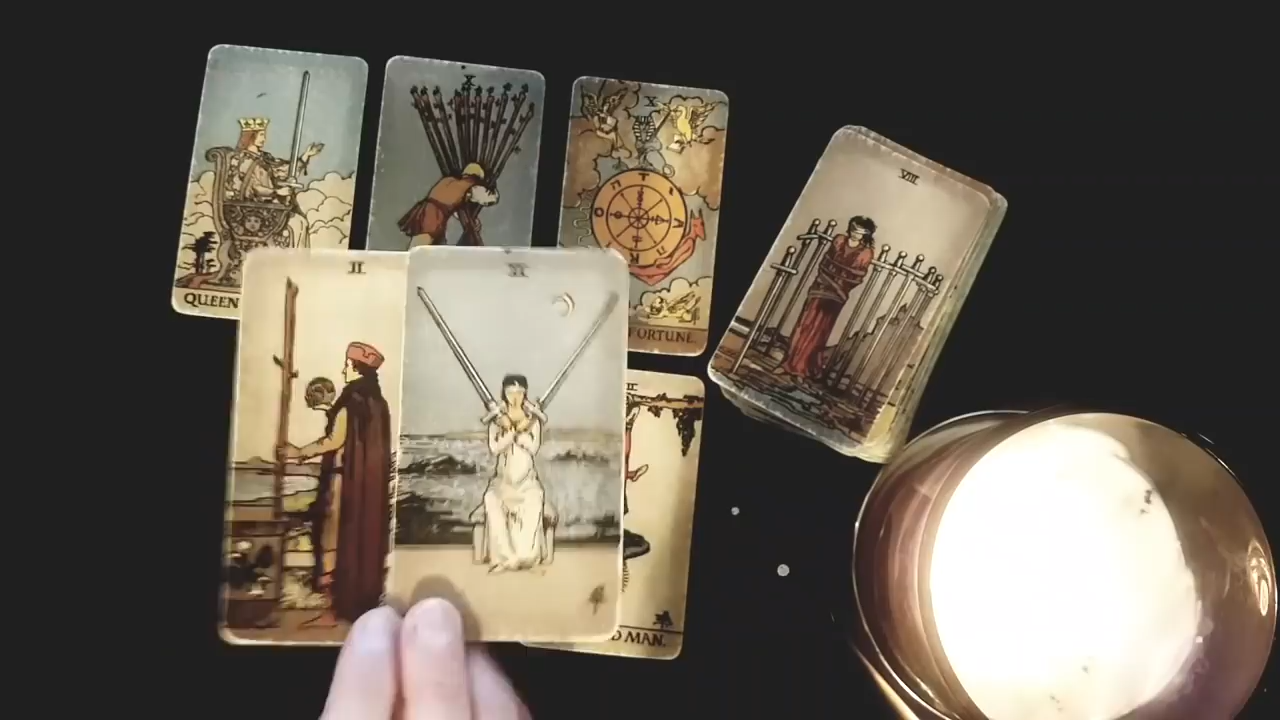 X
X
VIII
QUEEN
FORTUNE.
II
II
D MAN.